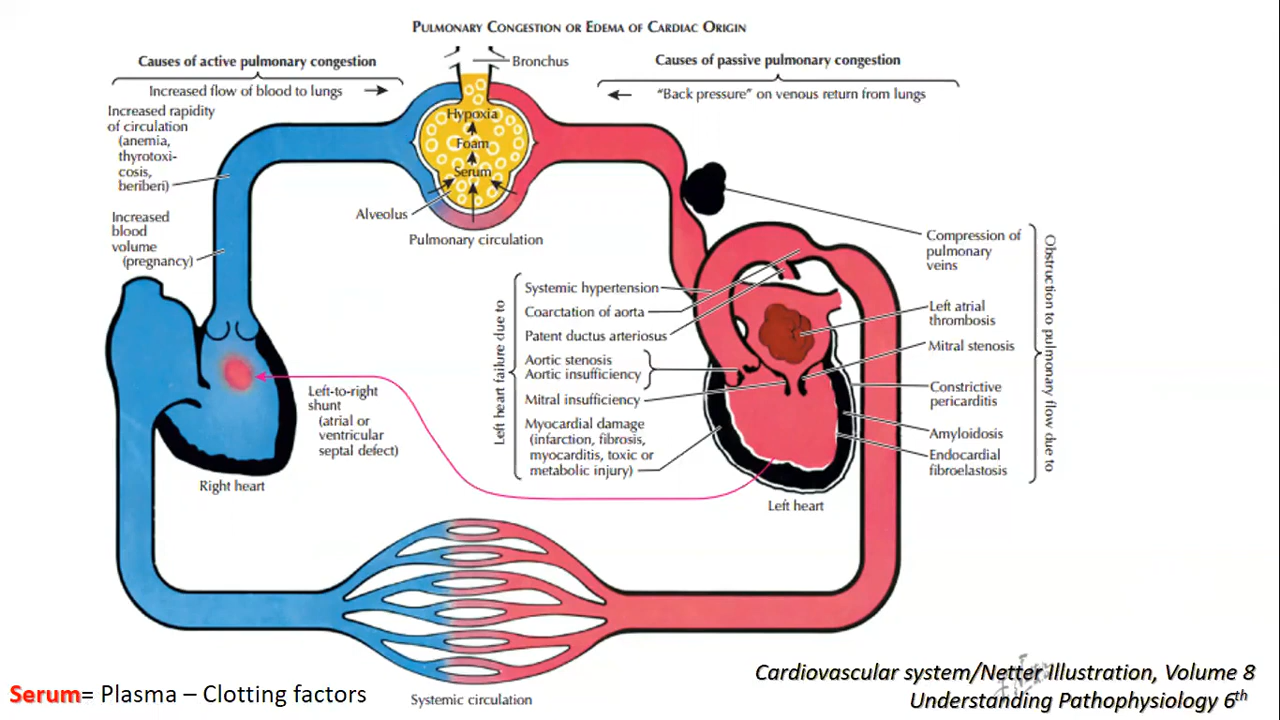 PULMONARY CONGESTION OR EDEMA OF CARDIAC ORIGIN
Causes of active pulmonary congestion
Increased flow of blood to lungs
Increased rapidity
of circulation
(anemia,
thyrotoxi-
cosis,
beriberi)
Increased
blood
volume
(pregnancy)
Bronchus
Hypoxia
Foam
Serum
Alveolus
Pulmonary circulation
Causes of passive pulmonary congestion
"Back pressure" on venous return from lungs
Left heart failure due to
Systemic hypertension
Coarctation of aorta
Patent ductus arteriosus
Aortic stenosis
Aortic insufficiency
Mitral insufficiency
Myocardial damage
(infarction, fibrosis,
myocarditis, toxic or
metabolic injury)
Compression of
pulmonary
veins
Left atrial
thrombosis
Mitral stenosis
Constrictive
pericarditis
Amyloidosis
Endocardial
fibroelastosis
Obstruction to pulmonary flow due to
Left-to-right
shunt
(atrial or
ventricular
septal defect)
Right heart
Left heart
Systemic circulation
Serum= Plasma – Clotting factors
Cardiovascular system/Netter Illustration, Volume 8
Understanding Pathophysiology 6th